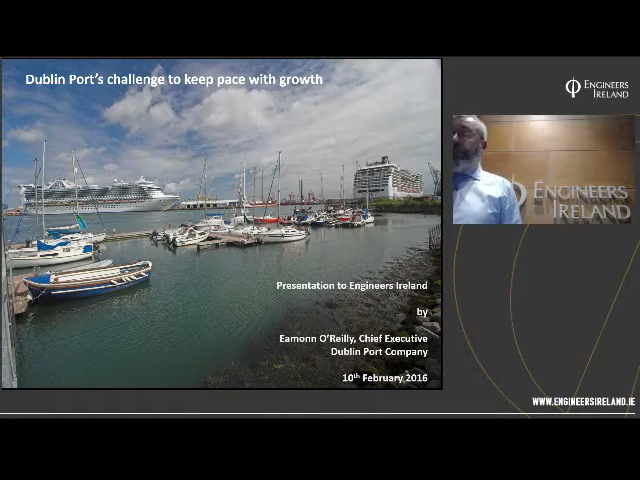 Dublin Port's challenge to keep pace with growth
Presentation to Engineers Ireland
by
Eamonn O'Reilly, Chief Executive
Dublin Port Company
10th February 2016
ENGINEERS
IRELAND
ENGINEERS
IRELAND
WWW.ENGINEERSIRELAND.IE